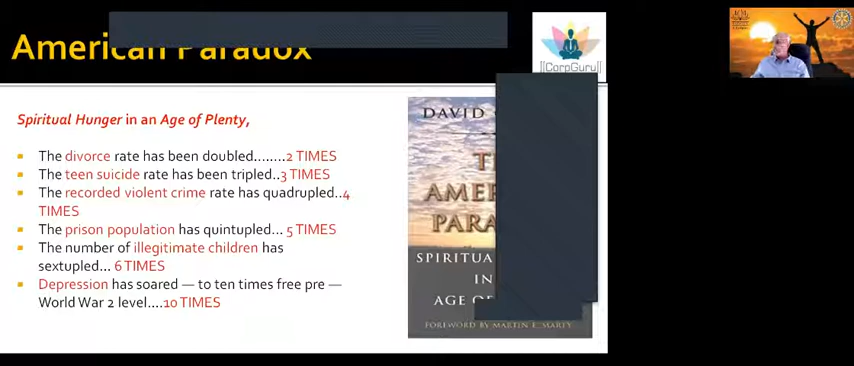 American Paradox
||CorpGuru||
Spiritual Hunger in an Age of Plenty,
The divorce rate has been doubled........2 TIMES
The teen suicide rate has been tripled..3 TIMES
The recorded violent crime rate has quadrupled..4
TIMES
The prison population has quintupled... 5 TIMES
The number of illegitimate children has
sextupled... 6 TIMES
Depression has soared — to ten times free pre —
World War 2 level....10 TIMES
DAVID
AMER
PARA
SPIRITUA
IN
AGE OF
FOREWORD BY MARTIN E. MARTY